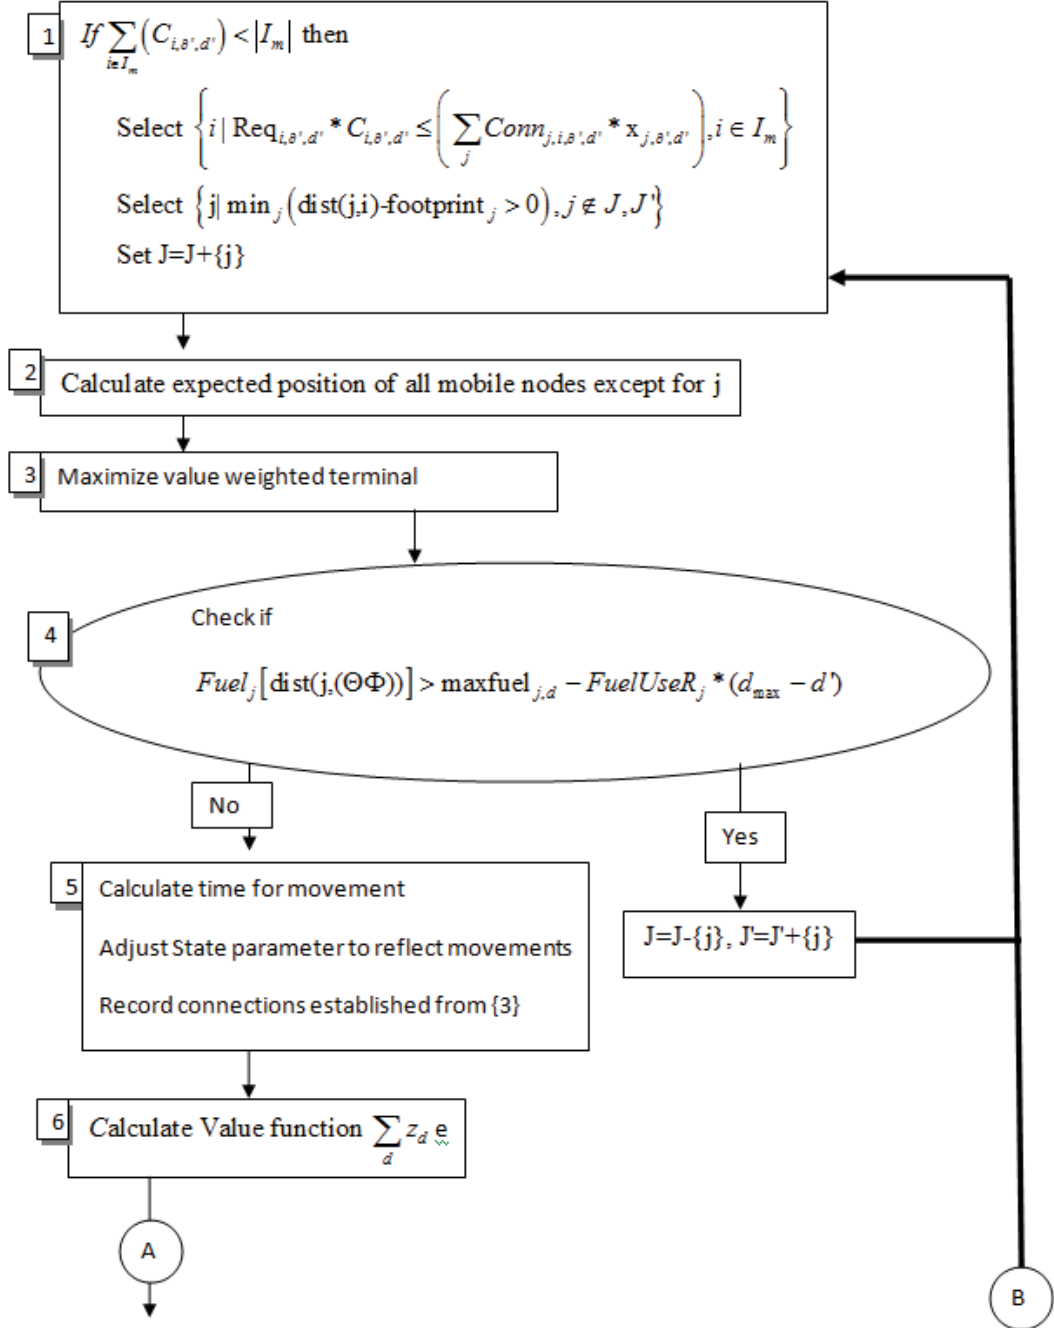 1
If ∑_{i∈I_m} (C_{i,∂',d'}) < |I_m| then
Select {i | Req_{i,∂',d'} * C_{i,∂',d'} ≤ (∑_j Conn_{j,i,∂',d'} * x_{j,∂',d'}), i ∈ I_m}
Select {j| min_j (dist(j,i)-footprint_j > 0), j ∉ J, J'}
Set J=J+{j}
2
Calculate expected position of all mobile nodes except for j
3
Maximize value weighted terminal
4
Check if
Fuel_j [dist(j,(ΘΦ))] > maxfuel_{j,d} − FuelUseR_j * (d_max − d')
No
Yes
5
Calculate time for movement
Adjust State parameter to reflect movements
Record connections established from {3}
J=J-{j}, J'=J'+{j}
6
Calculate Value function ∑_d z_d e
A
B